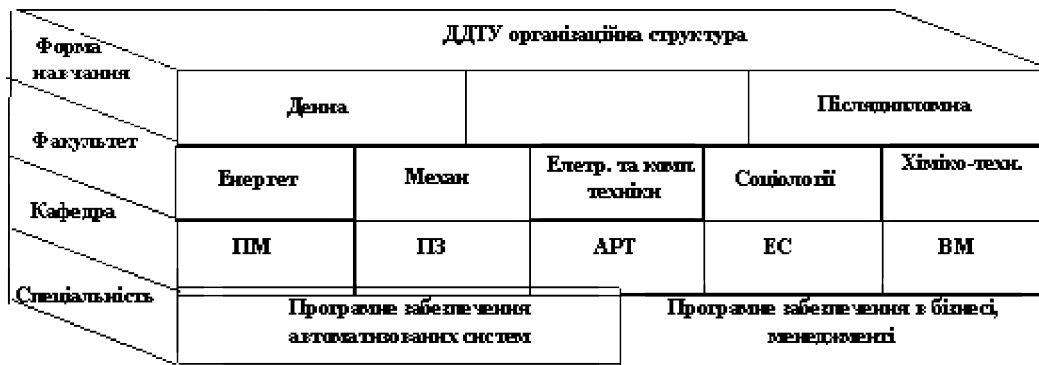 ДДТУ організаційна структура
Форма
навчання
Денна
Післядипломна
Факультет
Енергет
Механ
Елетр. та комп.
техніки
Соціології
Хіміко-техн.
Кафедра
ПМ
ПЗ
АРТ
ЕС
ВМ
Спеціальність
Програмне забезпечення
автоматизованих систем
Програмне забезпечення в бізнесі,
менеджменті